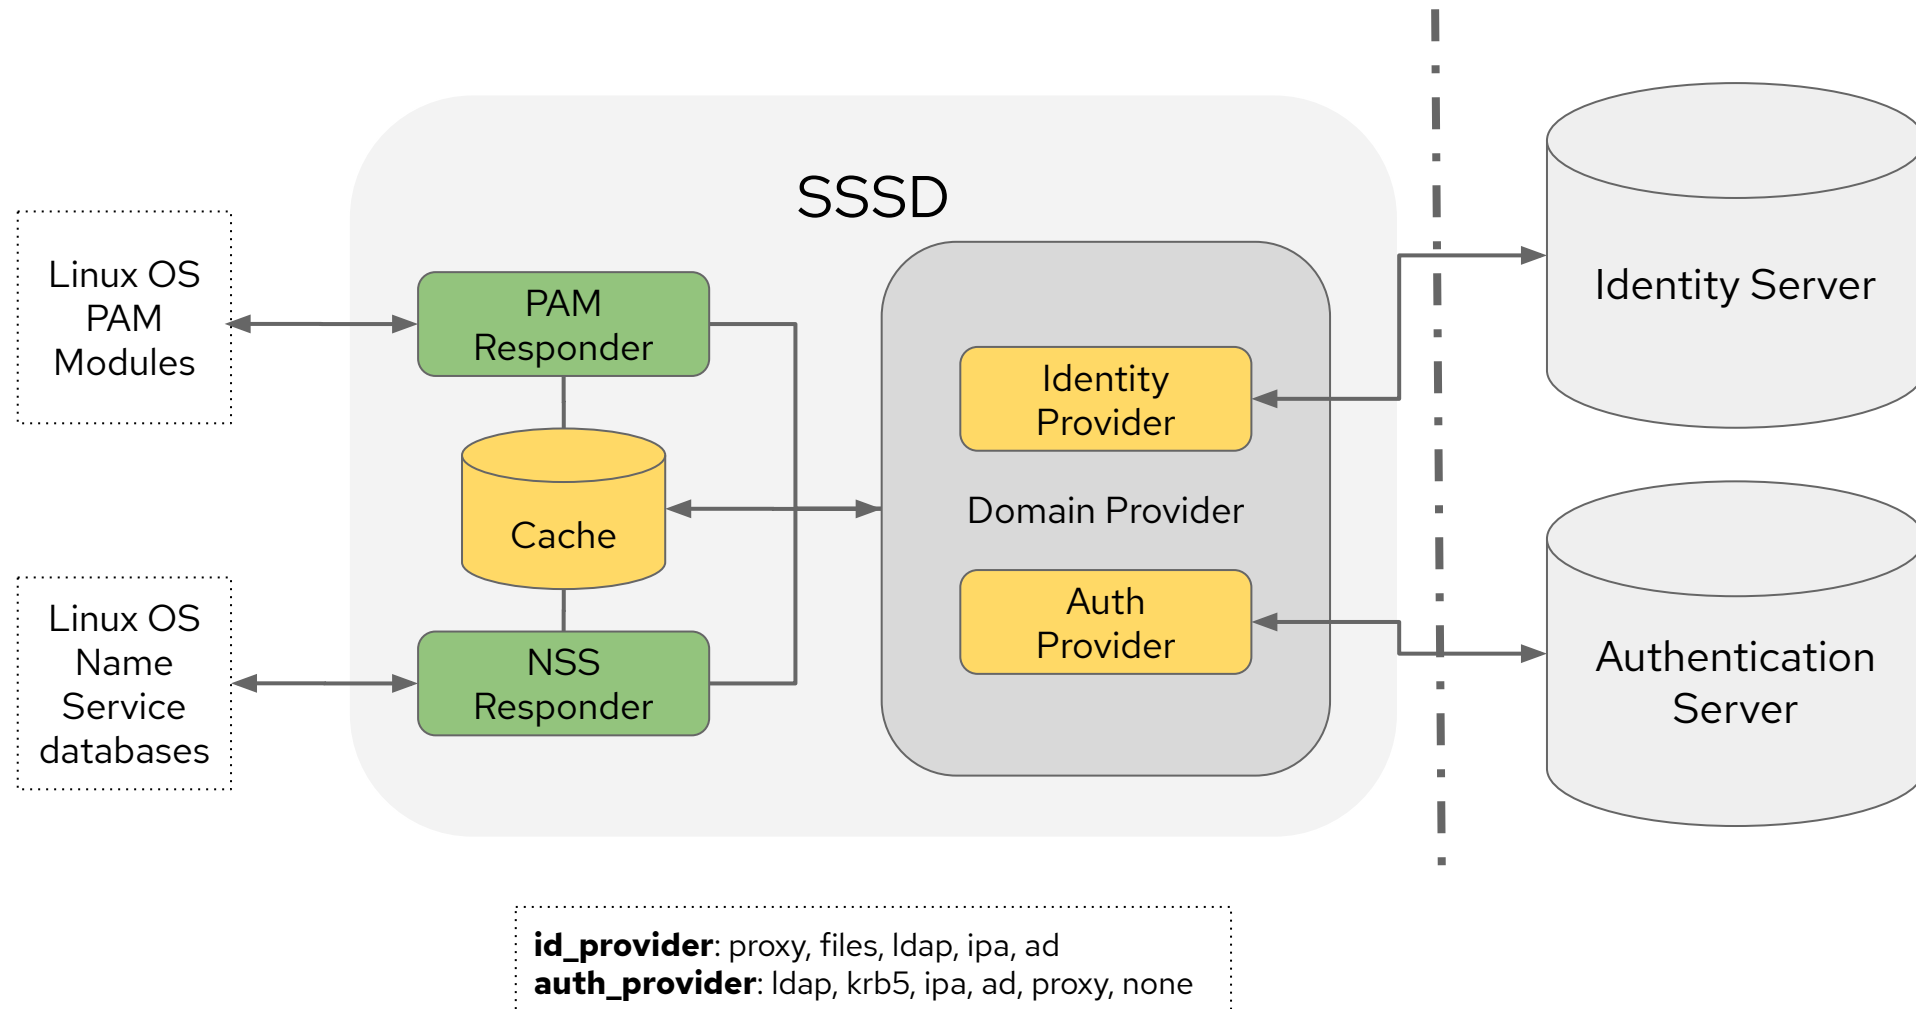 SSSD
Linux OS
PAM
Modules
PAM
Responder
Identity
Provider
Identity Server
Cache
Domain Provider
Linux OS
Name
Service
databases
NSS
Responder
Auth
Provider
Authentication
Server
id_provider: proxy, files, ldap, ipa, ad
auth_provider: ldap, krb5, ipa, ad, proxy, none